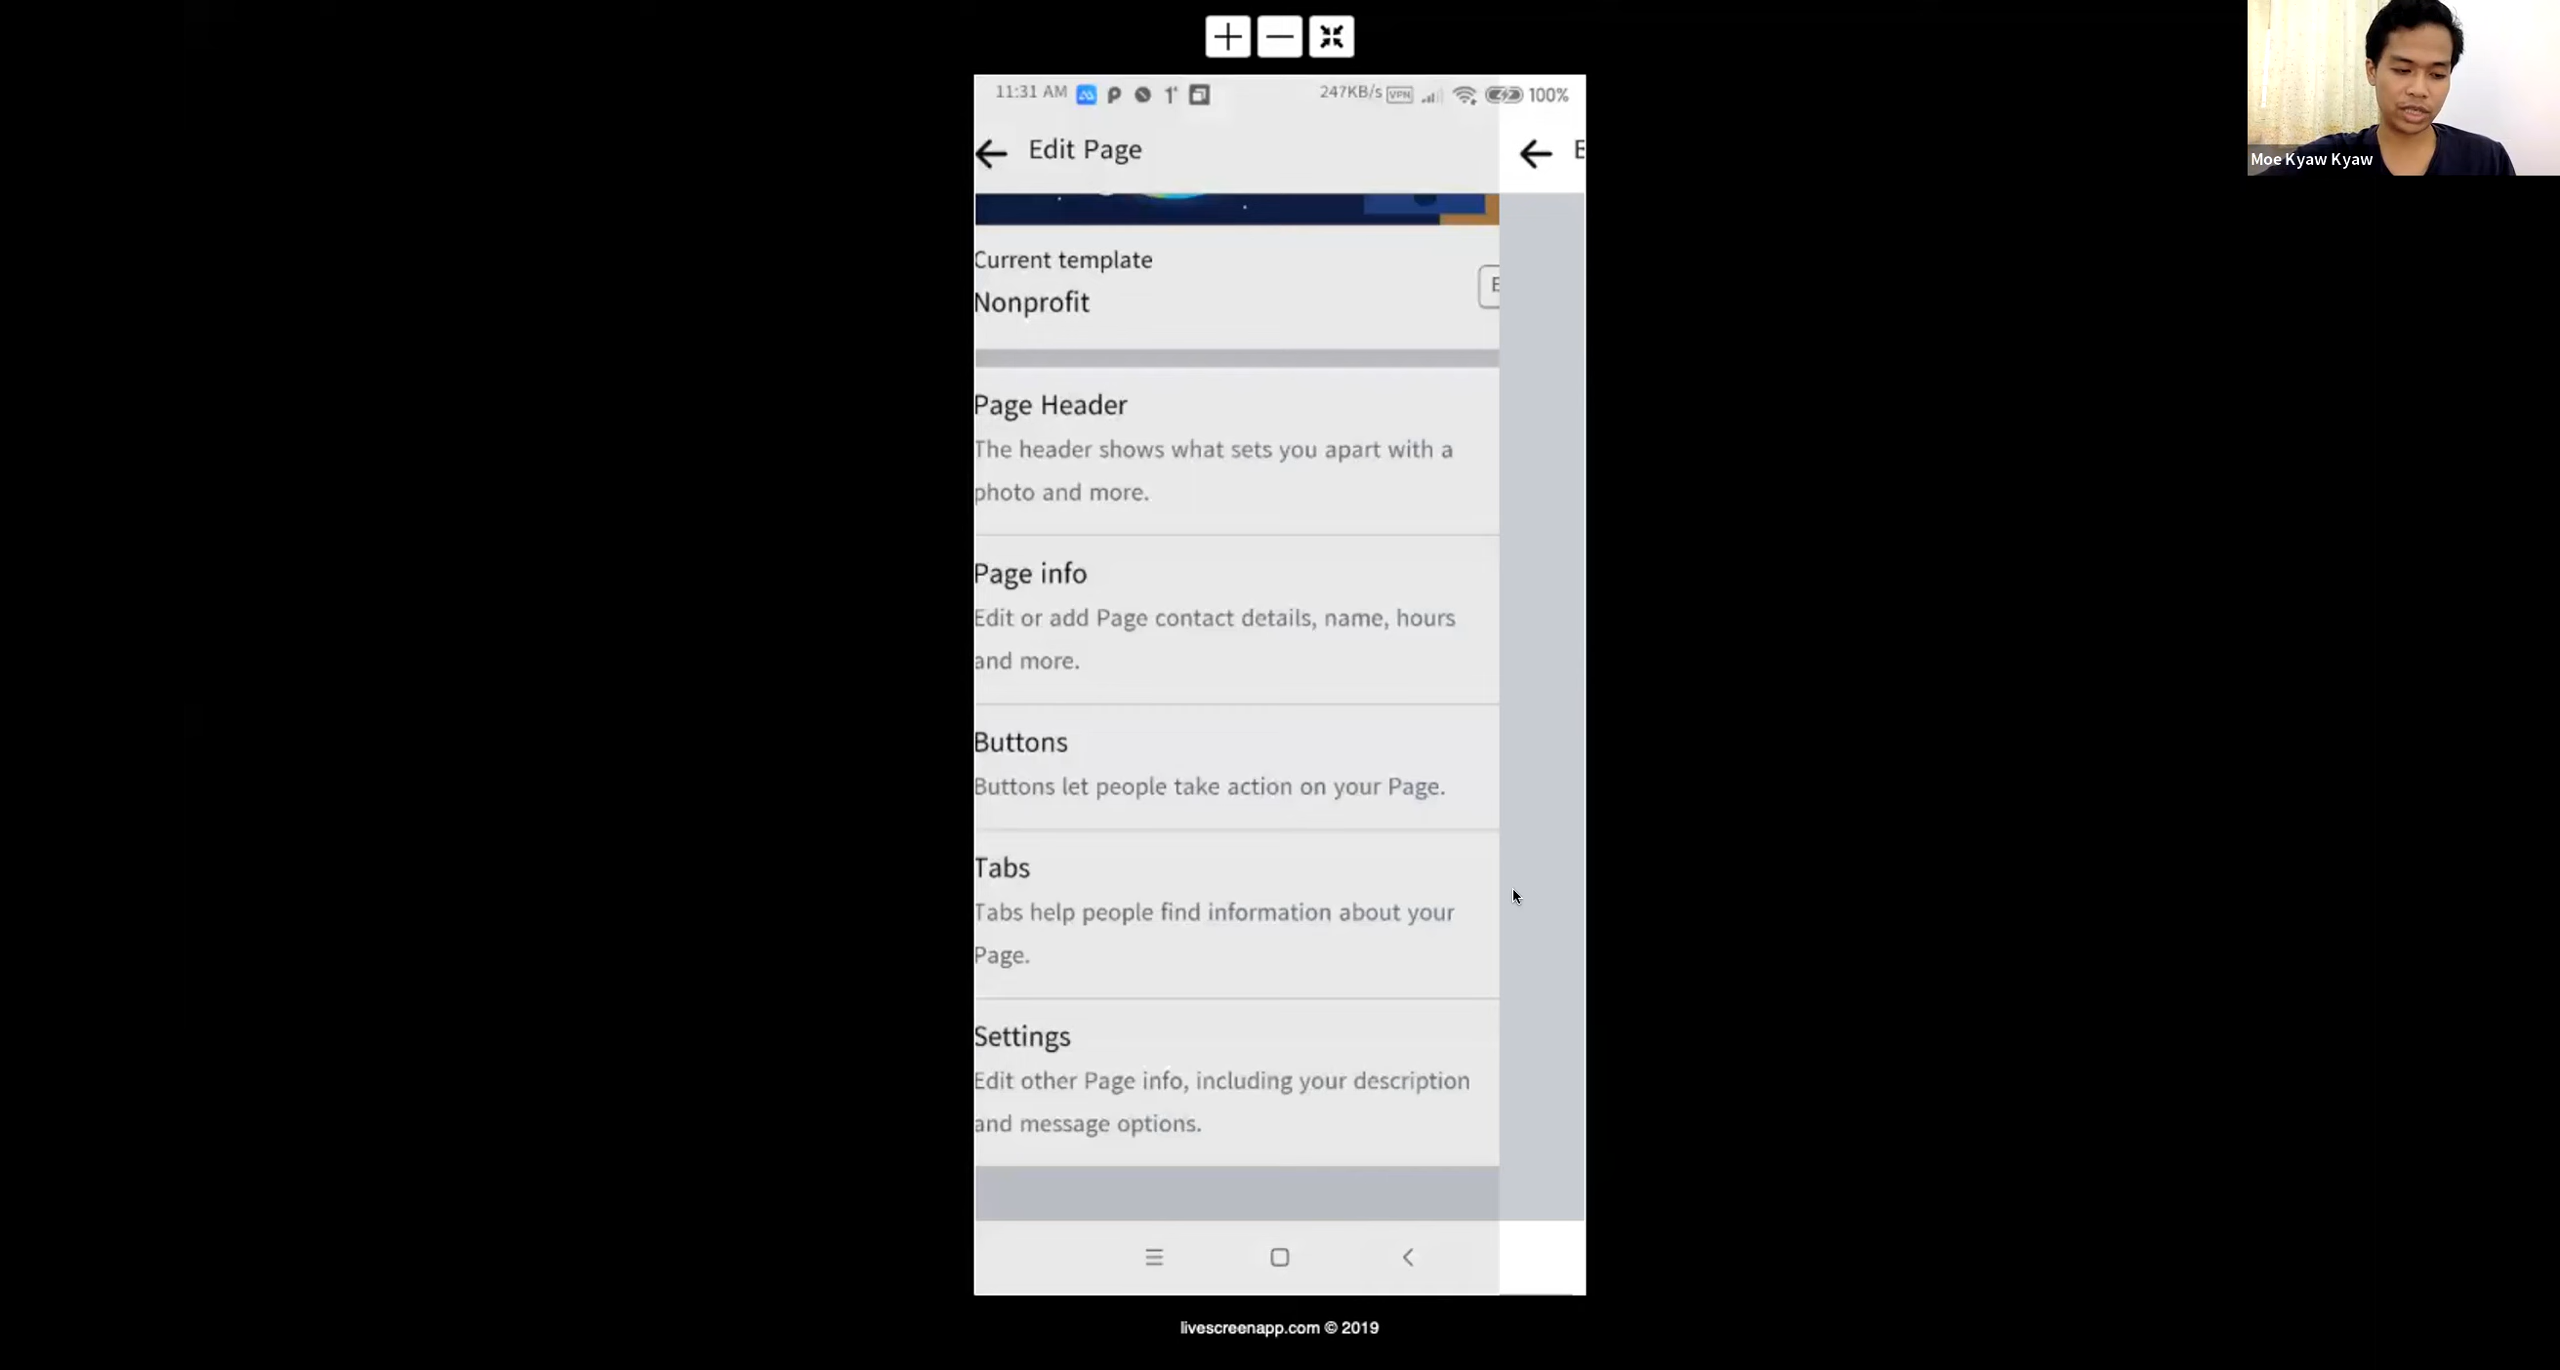 11:31 AM
247KB/s VPN 100%
Edit Page
E
Current template
Nonprofit
E
Page Header
The header shows what sets you apart with a
photo and more.
Page info
Edit or add Page contact details, name, hours
and more.
Buttons
Buttons let people take action on your Page.
Tabs
Tabs help people find information about your
Page.
Settings
Edit other Page info, including your description
and message options.
livescreenapp.com © 2019
Moe Kyaw Kyaw